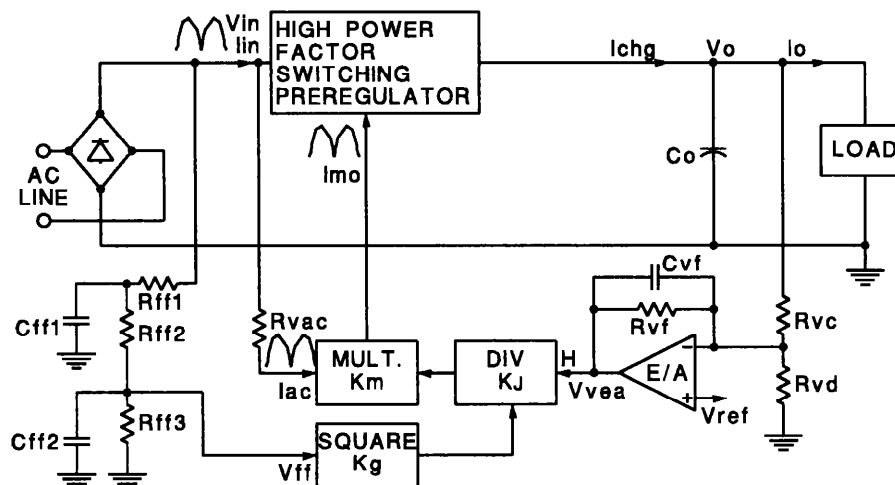 Vin
Iin
HIGH POWER
FACTOR
SWITCHING
PREREGULATOR
Ichg
Vo
Io
AC
LINE
Imo
Co
LOAD
Cvf
Rff1
Cff1
Rff2
Rvac
Rvf
Rvc
MULT.
Km
DIV
KJ
H
E/A
Iac
Vvea
Rvd
Vref
Rff3
Cff2
SQUARE
Kg
Vff